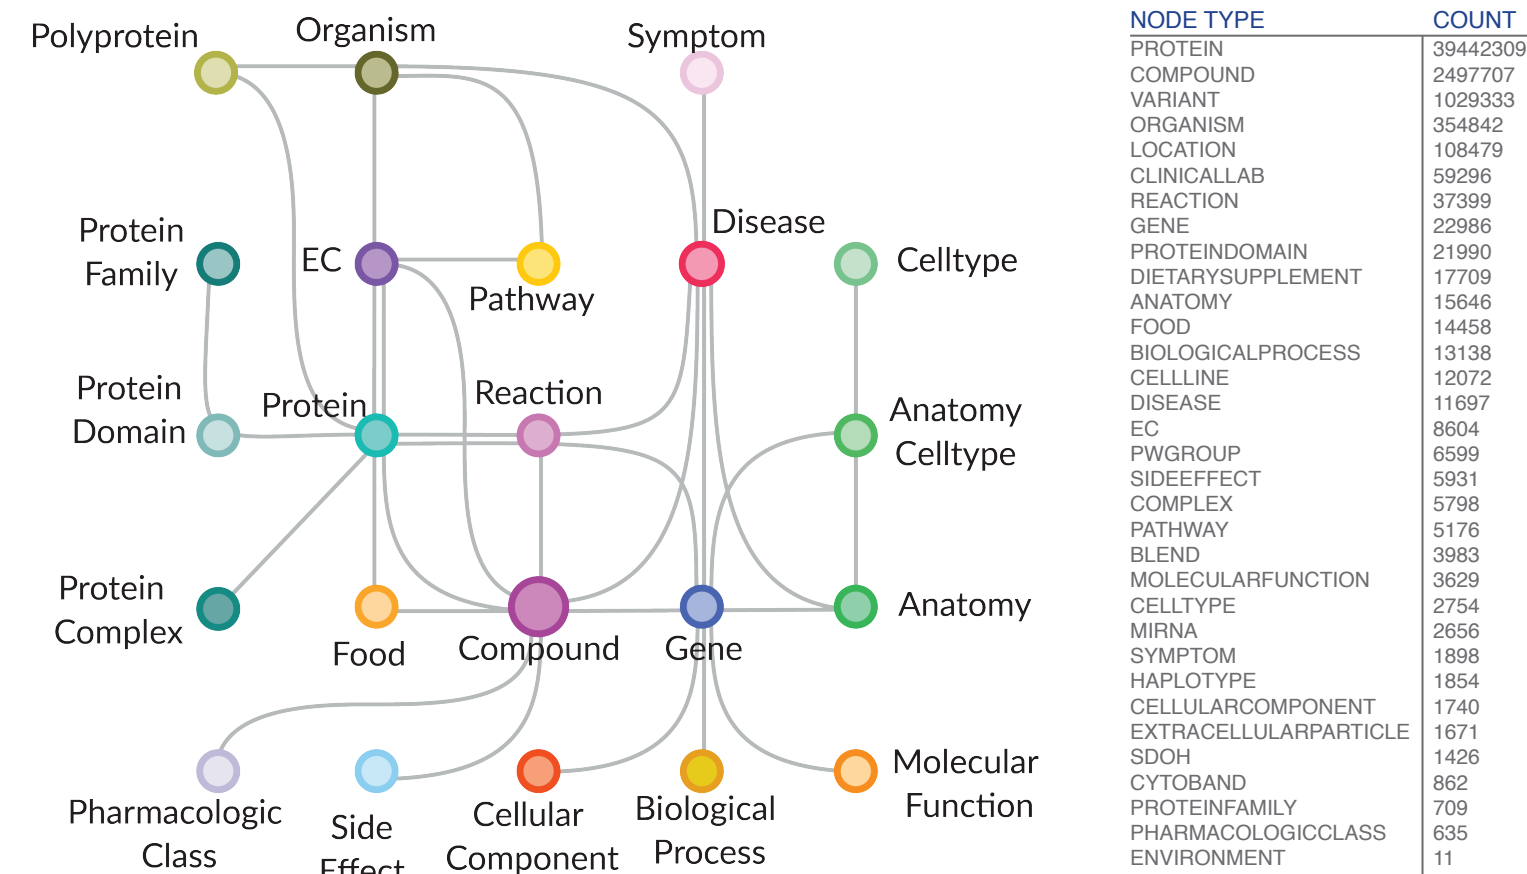 Polyprotein
Organism
Symptom
Protein
Family
EC
Pathway
Disease
Celltype
Protein
Domain
Protein
Reaction
Anatomy
Celltype
Protein
Complex
Food
Compound
Gene
Anatomy
Pharmacologic
Class
Side
Effect
Cellular
Component
Biological
Process
Molecular
Function
NODE TYPE COUNT
PROTEIN 39442309
COMPOUND 2497707
VARIANT 1029333
ORGANISM 354842
LOCATION 108479
CLINICALLAB 59296
REACTION 37399
GENE 22986
PROTEINDOMAIN 21990
DIETARYSUPPLEMENT 17709
ANATOMY 15646
FOOD 14458
BIOLOGICALPROCESS 13138
CELLLINE 12072
DISEASE 11697
EC 8604
PWGROUP 6599
SIDEEFFECT 5931
COMPLEX 5798
PATHWAY 5176
BLEND 3983
MOLECULARFUNCTION 3629
CELLTYPE 2754
MIRNA 2656
SYMPTOM 1898
HAPLOTYPE 1854
CELLULARCOMPONENT 1740
EXTRACELLULARPARTICLE 1671
SDOH 1426
CYTOBAND 862
PROTEINFAMILY 709
PHARMACOLOGICCLASS 635
ENVIRONMENT 11